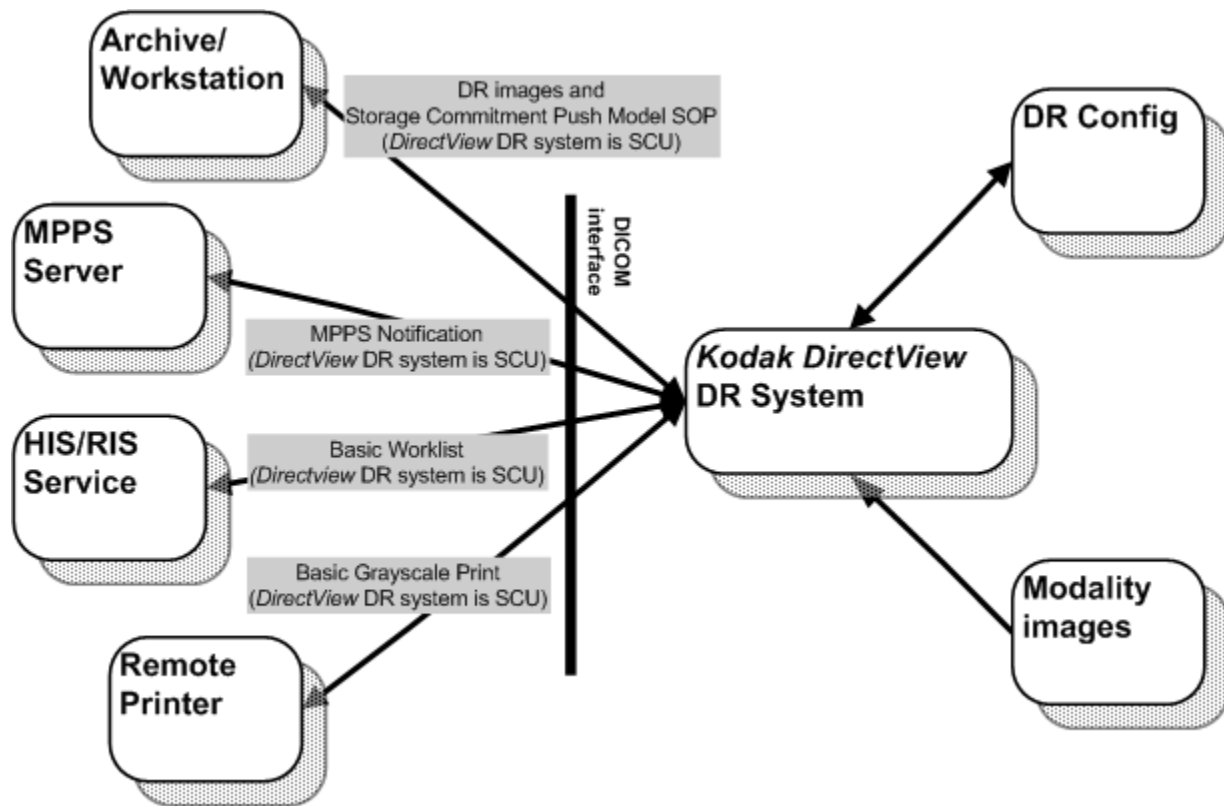 Archive/
Workstation
DR images and
Storage Commitment Push Model SOP
(DirectView DR system is SCU)
DR Config
MPPS
Server
DICOM
interface
MPPS Notification
(DirectView DR system is SCU)
Kodak DirectView
DR System
HIS/RIS
Service
Basic Worklist
(Directview DR system is SCU)
Basic Grayscale Print
(DirectView DR system is SCU)
Modality
images
Remote
Printer